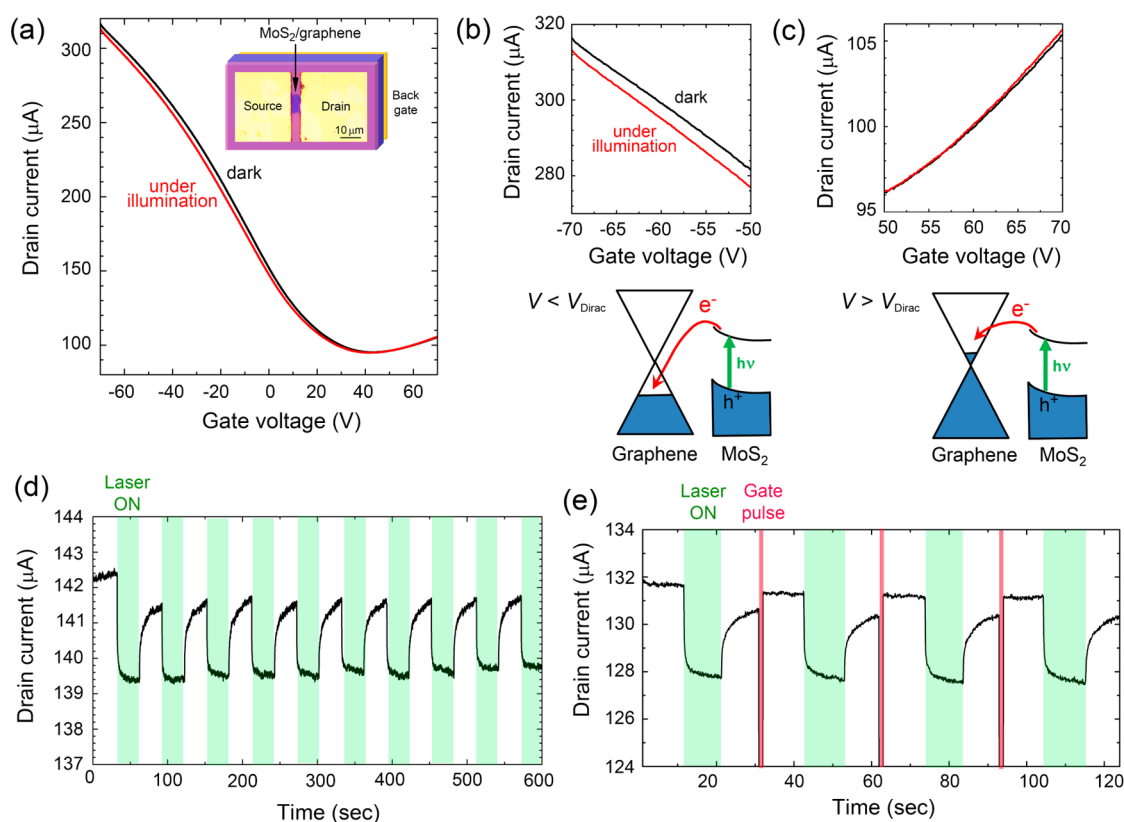 (a)
Drain current (μA)
300
250
200
150
100
-60
-40
-20
0
20
40
60
Gate voltage (V)
MoS₂/graphene
Source
Drain
10 μm
Back
gate
dark
under
illumination
(b)
Drain current (μA)
320
300
280
260
-70
-65
-60
-55
-50
Gate voltage (V)
dark
under
illumination
(c)
Drain current (μA)
105
100
95
50
55
60
65
70
Gate voltage (V)
V < V Dirac
e⁻
hν
h⁺
Graphene
MoS₂
V > V Dirac
e⁻
hν
h⁺
Graphene
MoS₂
(d)
Laser
ON
Drain current (μA)
144
143
142
141
140
139
138
137
0
100
200
300
400
500
600
Time (sec)
(e)
Laser
ON
Gate
pulse
Drain current (μA)
134
132
130
128
126
124
20
40
60
80
100
120
Time (sec)